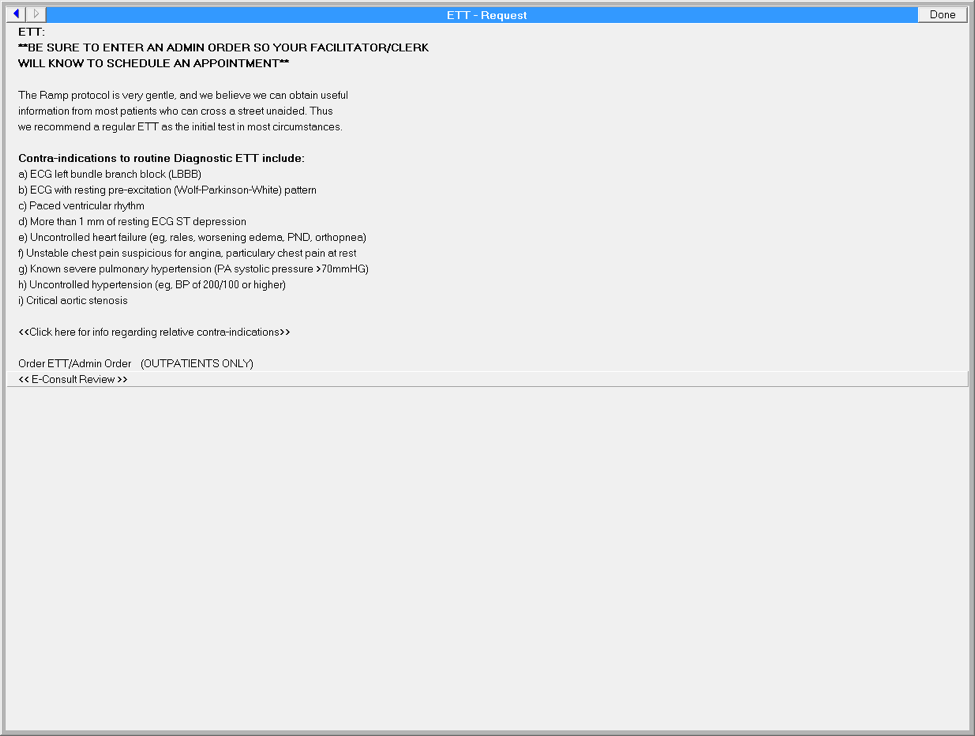 ETT - Request
Done
ETT:
**BE SURE TO ENTER AN ADMIN ORDER SO YOUR FACILITATOR/CLERK
WILL KNOW TO SCHEDULE AN APPOINTMENT**
The Ramp protocol is very gentle, and we believe we can obtain useful
information from most patients who can cross a street unaided. Thus
we recommend a regular ETT as the initial test in most circumstances.
Contra-indications to routine Diagnostic ETT include:
a) ECG left bundle branch block (LBBB)
b) ECG with resting pre-excitation (Wolf-Parkinson-White) pattern
c) Paced ventricular rhythm
d) More than 1 mm of resting ECG ST depression
e) Uncontrolled heart failure (eg, rales, worsening edema, PND, orthopnea)
f) Unstable chest pain suspicious for angina, particulary chest pain at rest
g) Known severe pulmonary hypertension (PA systolic pressure >70mmHG)
h) Uncontrolled hypertension (eg, BP of 200/100 or higher)
i) Critical aortic stenosis
<<Click here for info regarding relative contra-indications>>
Order ETT/Admin Order (OUTPATIENTS ONLY)
<< E-Consult Review >>